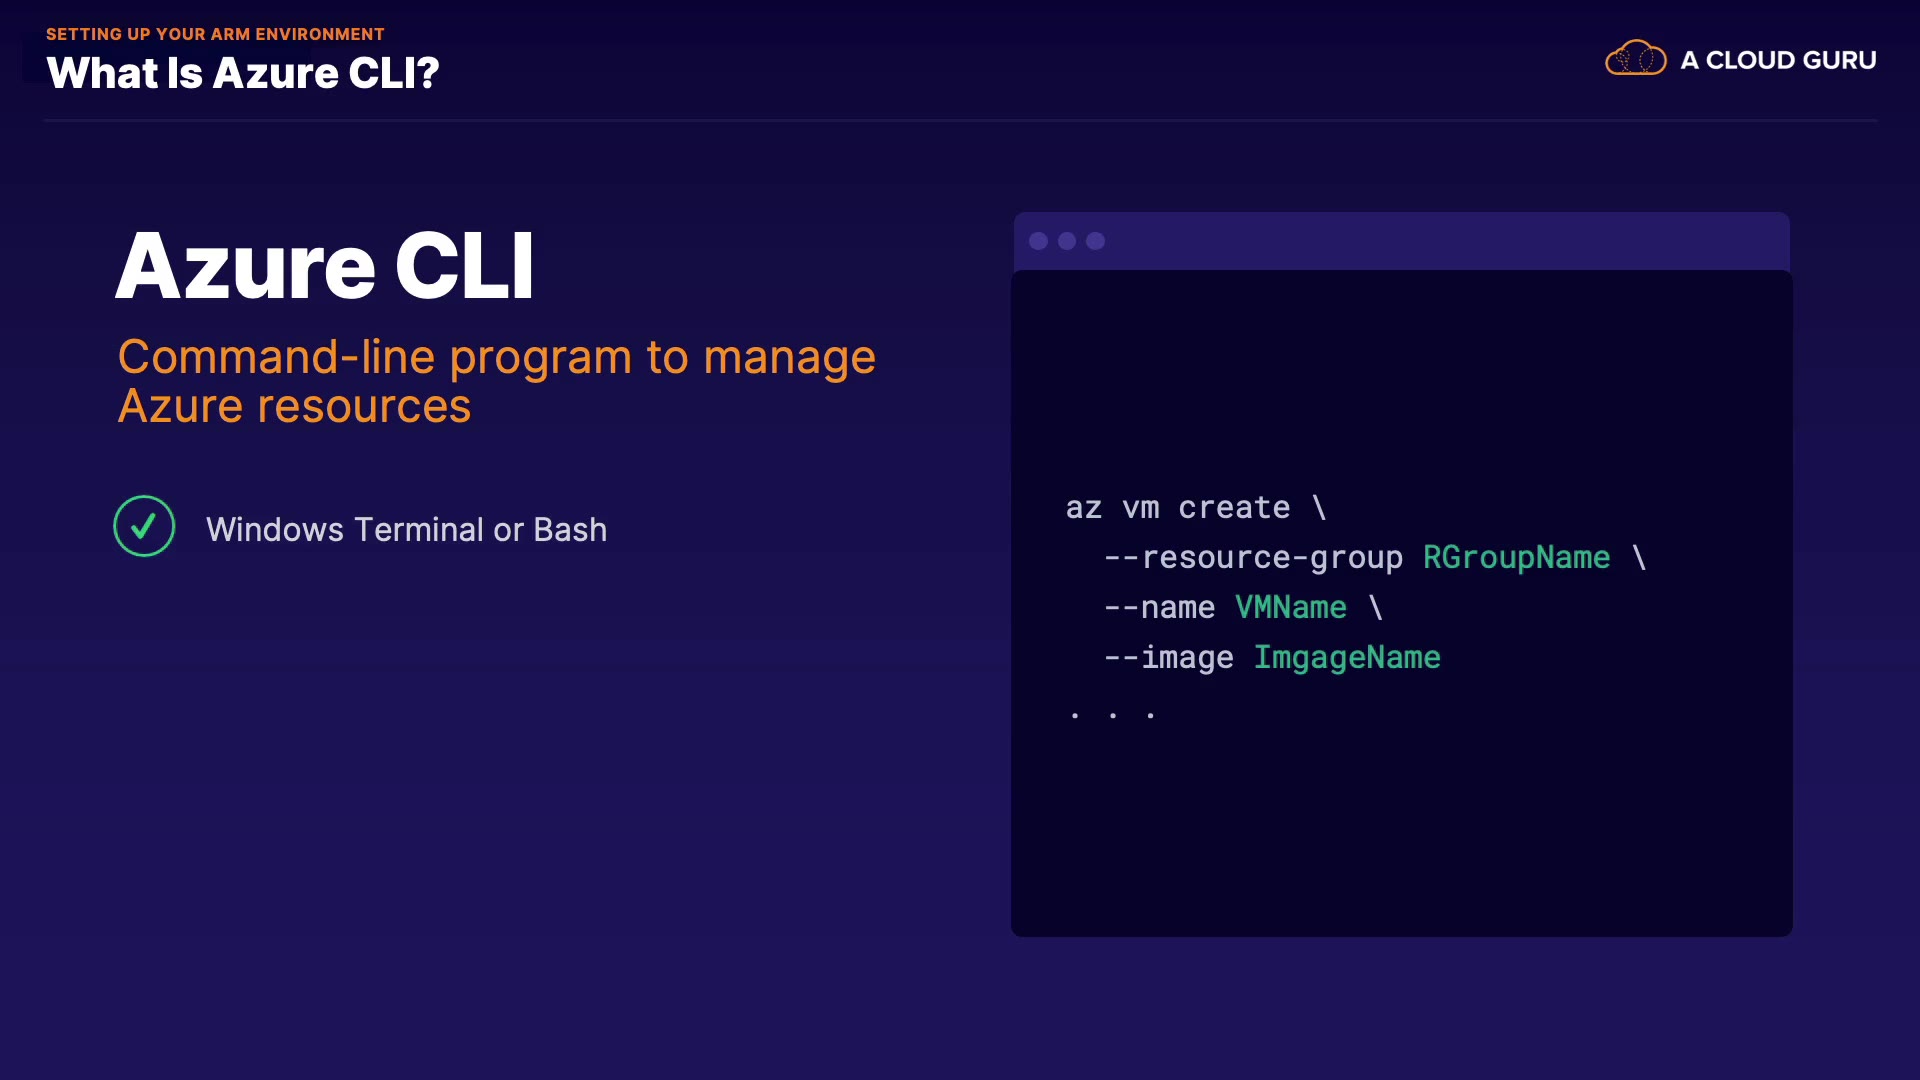 SETTING UP YOUR ARM ENVIRONMENT
What Is Azure CLI?
A CLOUD GURU
Azure CLI
Command-line program to manage
Azure resources
Windows Terminal or Bash
az vm create \
--resource-group RGroupName \
--name VMName \
--image ImgageName
. . .